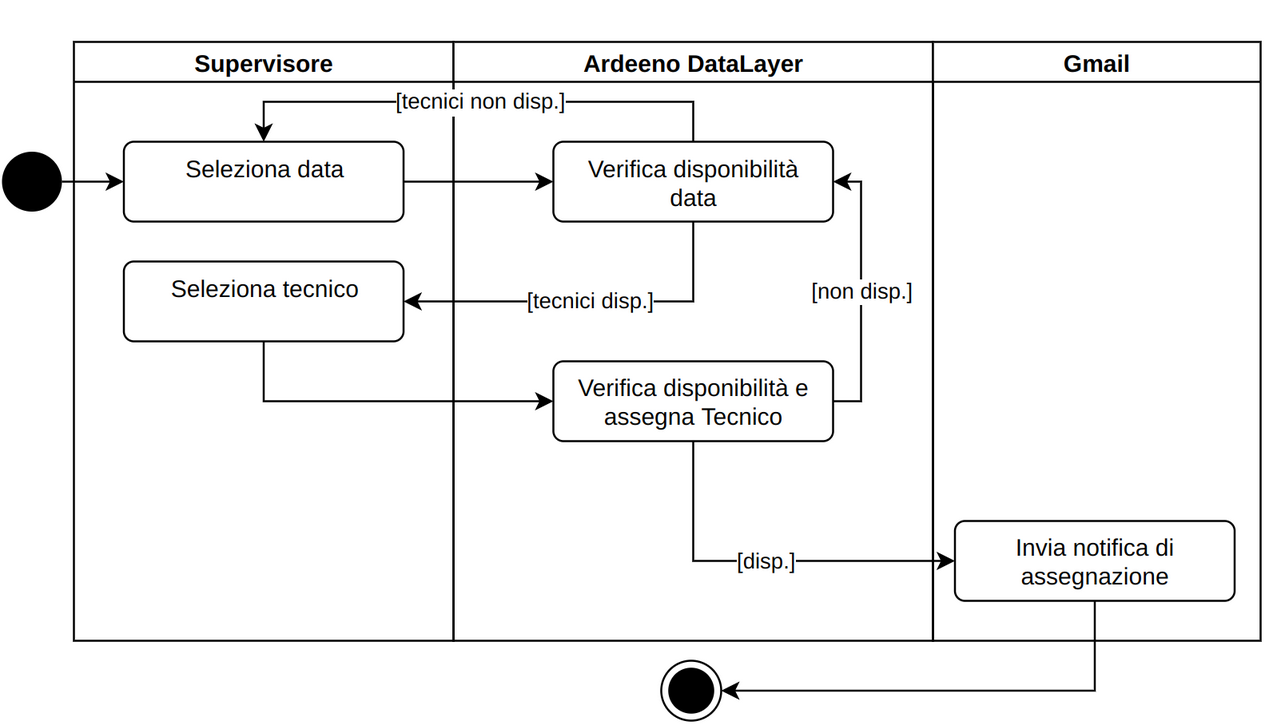 Supervisore
Ardeeno DataLayer
Gmail
[tecnici non disp.]
Seleziona data
Verifica disponibilità
data
Seleziona tecnico
[tecnici disp.]
[non disp.]
Verifica disponibilità e
assegna Tecnico
Invia notifica di
assegnazione
[disp.]